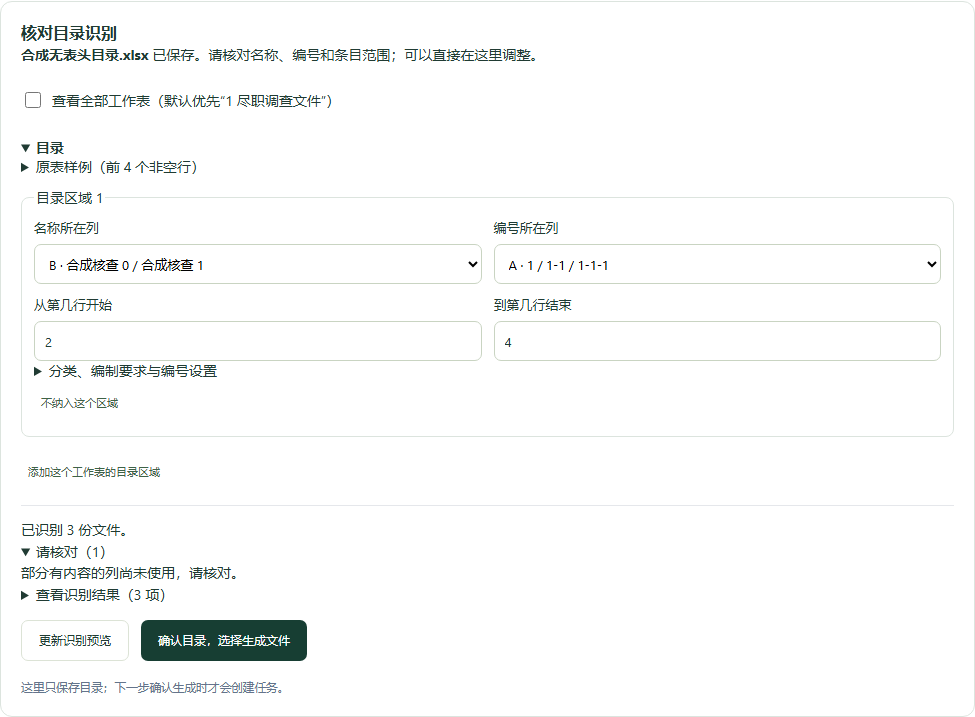 核对目录识别
合成无表头目录.xlsx 已保存。请核对名称、编号和条目范围；可以直接在这里调整。
查看全部工作表（默认优先“1 尽职调查文件”）
▼ 目录
▶ 原表样例（前 4 个非空行）
目录区域 1
名称所在列 编号所在列
B · 合成核查 0 / 合成核查 1 A · 1 / 1-1 / 1-1-1
从第几行开始 到第几行结束
2 4
▶ 分类、编制要求与编号设置
不纳入这个区域
添加这个工作表的目录区域
已识别 3 份文件。
▼ 请核对（1）
部分有内容的列尚未使用，请核对。
▶ 查看识别结果（3 项）
更新识别预览 确认目录，选择生成文件
这里只保存目录；下一步确认生成时才会创建任务。